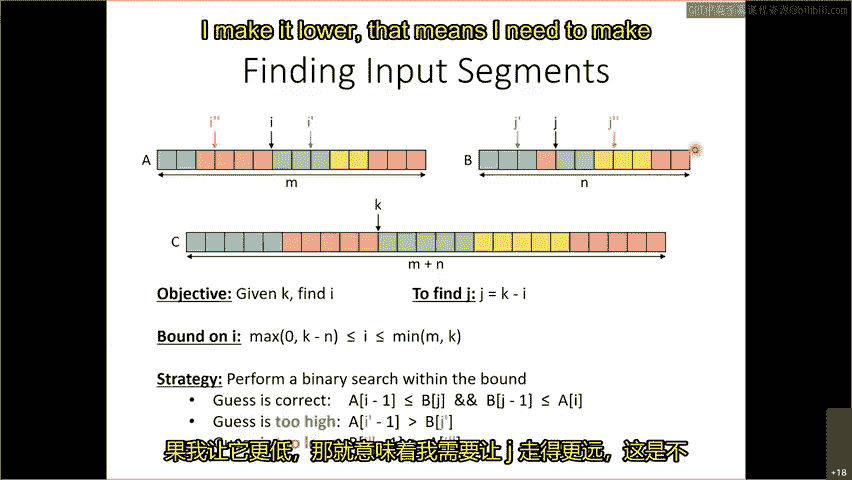 I make it lower, that means I need to make
Finding Input Segments
i'' i i' j' j j''
A B
m n
k
C
m + n
Objective: Given k, find i To find j: j = k - i
Bound on i: max(0, k - n) ≤ i ≤ min(m, k)
Strategy: Perform a binary search within the bound
• Guess is correct: A[i - 1] ≤ B[j] && B[j - 1] ≤ A[i]
• Guess is too high: A[i' - 1] > B[j']
果我让它更低，那就意味着我需要让 j 走得更远，这是不
+18